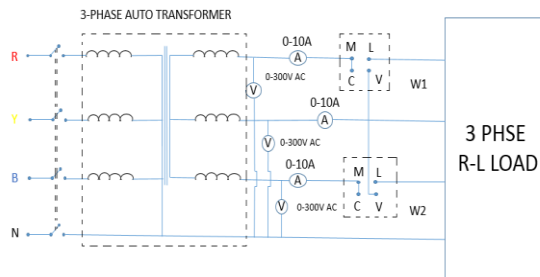 3-PHASE AUTO TRANSFORMER
0-10A
M L
R
A
C V
W1
0-300V AC
V
0-10A
Y
A
0-300V AC
V
3 PHSE
R-L LOAD
0-10A
M L
B
A
C V
W2
0-300V AC
V
N